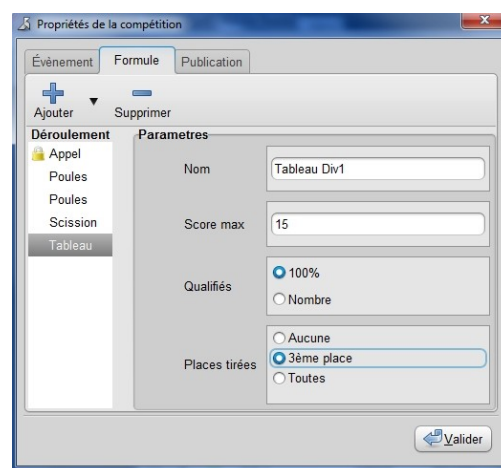 Propriétés de la compétition
Évènement Formule Publication
Ajouter Supprimer
Déroulement
Appel
Poules
Poules
Scission
Tableau
Parametres
Nom Tableau Div1
Score max 15
Qualifiés
100%
Nombre
Places tirées
Aucune
3ème place
Toutes
Valider